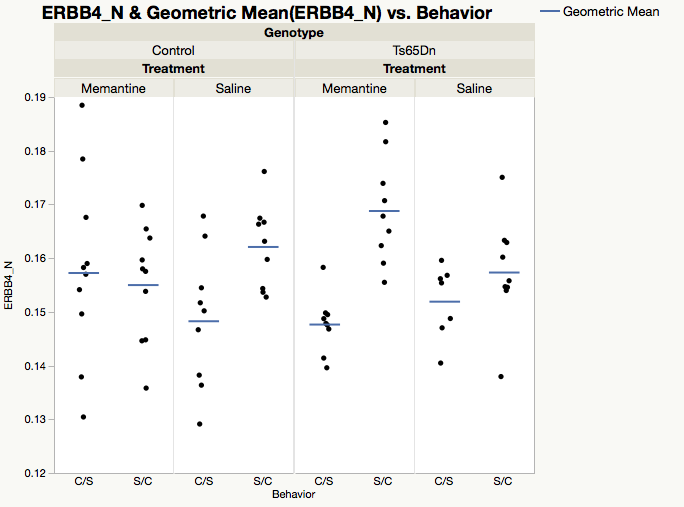 ERBB4_N & Geometric Mean(ERBB4_N) vs. Behavior
Geometric Mean
Genotype
Control Ts65Dn
Treatment Treatment
Memantine Saline Memantine Saline
0.19
0.18
0.17
0.16
0.15
0.14
0.13
0.12
ERBB4_N
C/S S/C C/S S/C C/S S/C C/S S/C
Behavior